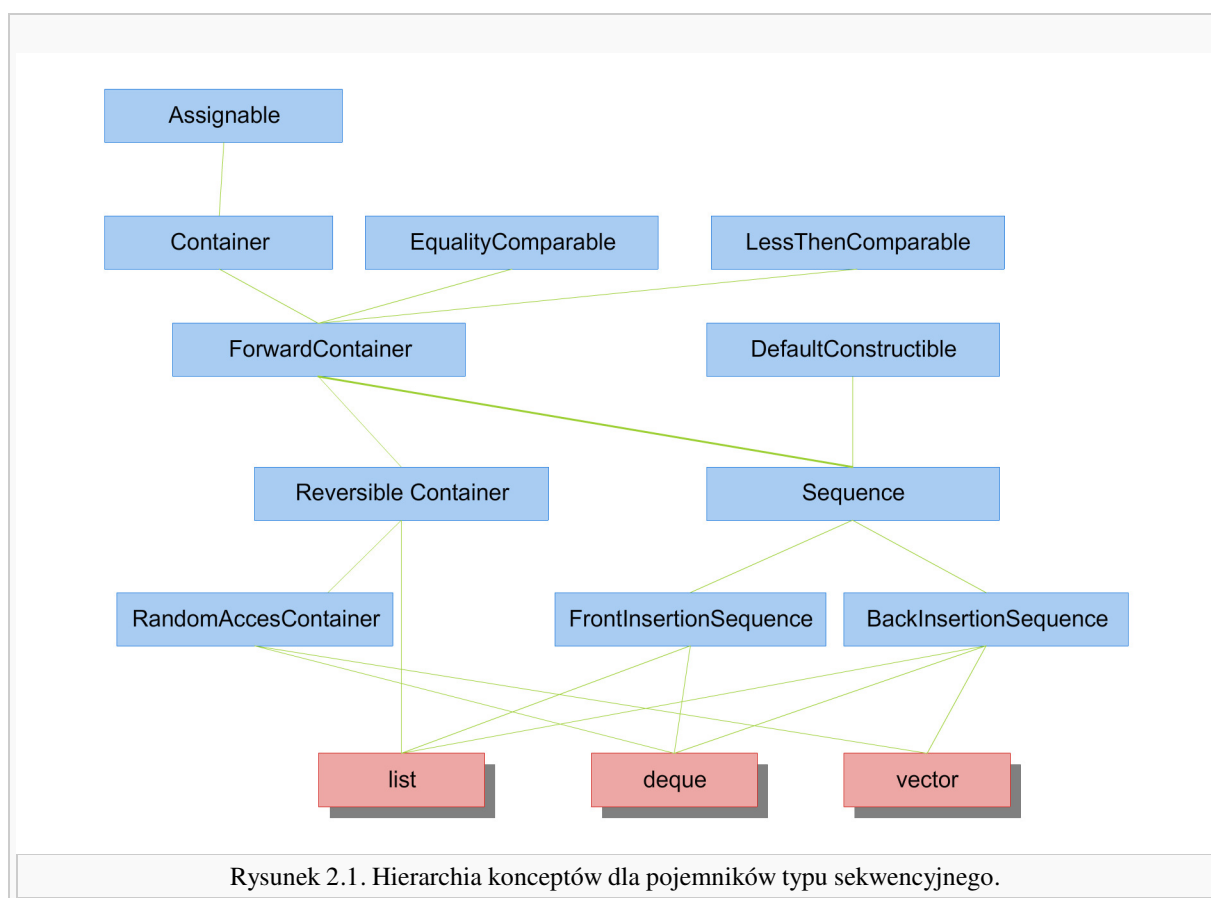 Assignable
Container
EqualityComparable
LessThenComparable
ForwardContainer
DefaultConstructible
Reversible Container
Sequence
RandomAccesContainer
FrontInsertionSequence
BackInsertionSequence
list
deque
vector
Rysunek 2.1. Hierarchia konceptów dla pojemników typu sekwencyjnego.